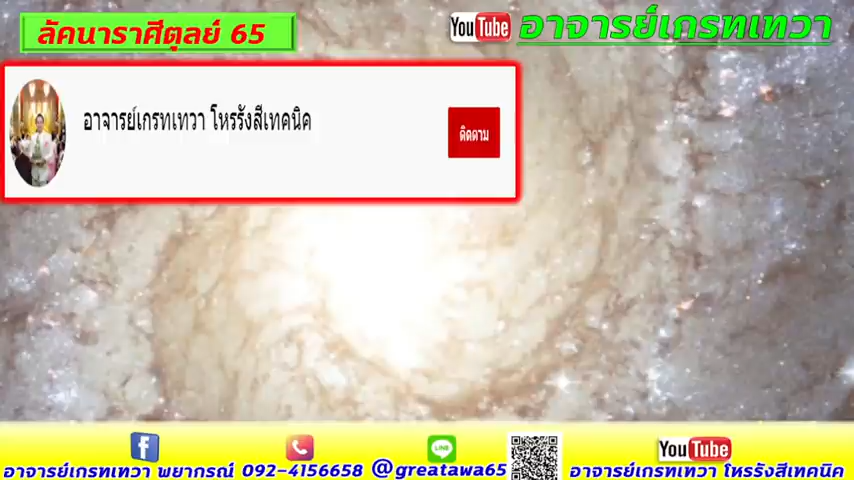 ลัคนาราศีตุลย์ 65
YouTube อาจารย์เกรทเทวา
อาจารย์เกรทเทวา โหรรังสีเทคนิค
ติดตาม
YouTube
อาจารย์เกรทเทวา พยากรณ์ 092-4156658 @greatawa65 อาจารย์เกรทเทวา โหรรังสีเทคนิค